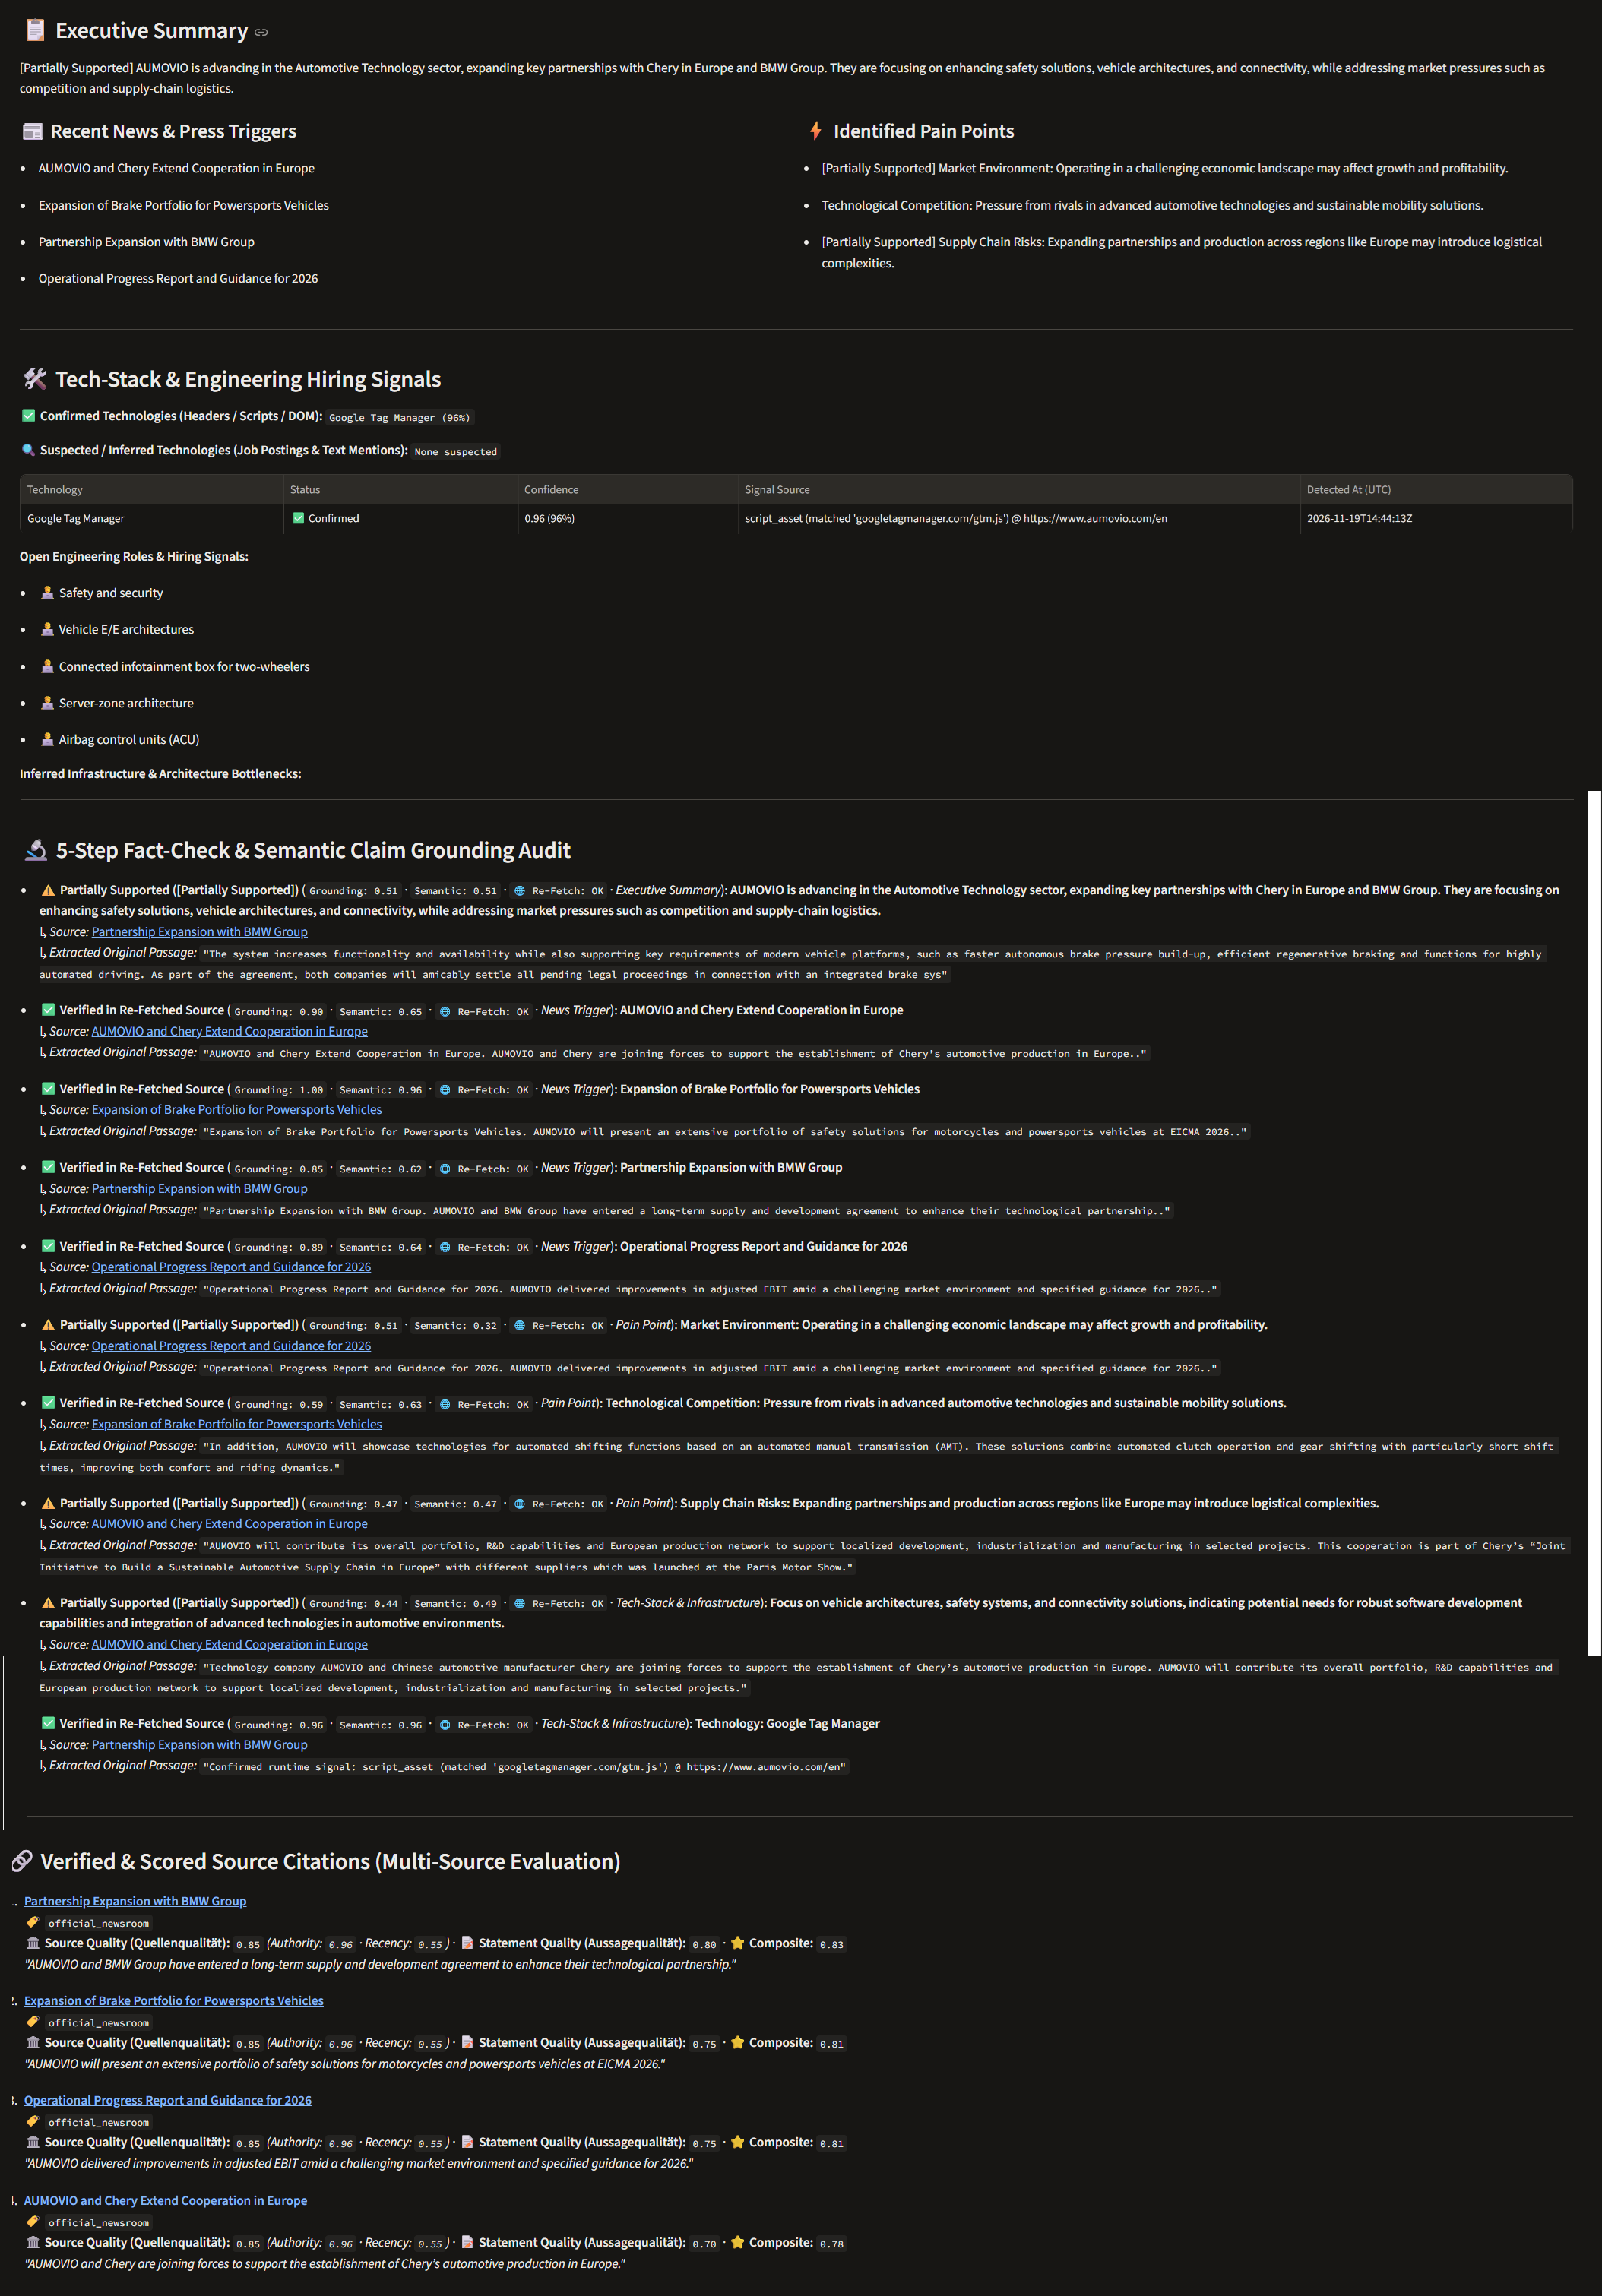 Executive Summary
[Partially Supported] AUMOVIO is advancing in the Automotive Technology sector, expanding key partnerships with Chery in Europe and BMW Group. They are focusing on enhancing safety solutions, vehicle architectures, and connectivity, while addressing market pressures such as
competition and supply-chain logistics.
Recent News & Press Triggers
AUMOVIO and Chery Extend Cooperation in Europe
Expansion of Brake Portfolio for Powersports Vehicles
Partnership Expansion with BMW Group
Operational Progress Report and Guidance for 2026
Identified Pain Points
[Partially Supported] Market Environment: Operating in a challenging economic landscape may affect growth and profitability.
Technological Competition: Pressure from rivals in advanced automotive technologies and sustainable mobility solutions.
[Partially Supported] Supply Chain Risks: Expanding partnerships and production across regions like Europe may introduce logistical
complexities.
Tech-Stack & Engineering Hiring Signals
Confirmed Technologies (Headers / Scripts / DOM): Google Tag Manager (96%)
Suspected / Inferred Technologies (Job Postings & Text Mentions): None suspected
Technology Status Confidence Signal Source Detected At (UTC)
Google Tag Manager Confirmed 0.96 (96%) script_asset (matched 'googletagmanager.com/gtm.js') @ https://www.aumovio.com/en 2026-11-19T14:44:13Z
Open Engineering Roles & Hiring Signals:
Safety and security
Vehicle E/E architectures
Connected infotainment box for two-wheelers
Server-zone architecture
Airbag control units (ACU)
Inferred Infrastructure & Architecture Bottlenecks:
5-Step Fact-Check & Semantic Claim Grounding Audit
Partially Supported ([Partially Supported]) ( Grounding: 0.51 · Semantic: 0.51 · Re-Fetch: OK · Executive Summary): AUMOVIO is advancing in the Automotive Technology sector, expanding key partnerships with Chery in Europe and BMW Group. They are focusing on
enhancing safety solutions, vehicle architectures, and connectivity, while addressing market pressures such as competition and supply-chain logistics.
↳ Source: Partnership Expansion with BMW Group
↳ Extracted Original Passage: "The system increases functionality and availability while also supporting key requirements of modern vehicle platforms, such as faster autonomous brake pressure build-up, efficient regenerative braking and functions for highly
automated driving. As part of the agreement, both companies will amicably settle all pending legal proceedings in connection with an integrated brake sys"
Verified in Re-Fetched Source ( Grounding: 0.90 · Semantic: 0.65 · Re-Fetch: OK · News Trigger): AUMOVIO and Chery Extend Cooperation in Europe
↳ Source: AUMOVIO and Chery Extend Cooperation in Europe
↳ Extracted Original Passage: "AUMOVIO and Chery Extend Cooperation in Europe. AUMOVIO and Chery are joining forces to support the establishment of Chery’s automotive production in Europe.."
Verified in Re-Fetched Source ( Grounding: 1.00 · Semantic: 0.96 · Re-Fetch: OK · News Trigger): Expansion of Brake Portfolio for Powersports Vehicles
↳ Source: Expansion of Brake Portfolio for Powersports Vehicles
↳ Extracted Original Passage: "Expansion of Brake Portfolio for Powersports Vehicles. AUMOVIO will present an extensive portfolio of safety solutions for motorcycles and powersports vehicles at EICMA 2026.."
Verified in Re-Fetched Source ( Grounding: 0.85 · Semantic: 0.62 · Re-Fetch: OK · News Trigger): Partnership Expansion with BMW Group
↳ Source: Partnership Expansion with BMW Group
↳ Extracted Original Passage: "Partnership Expansion with BMW Group. AUMOVIO and BMW Group have entered a long-term supply and development agreement to enhance their technological partnership.."
Verified in Re-Fetched Source ( Grounding: 0.89 · Semantic: 0.64 · Re-Fetch: OK · News Trigger): Operational Progress Report and Guidance for 2026
↳ Source: Operational Progress Report and Guidance for 2026
↳ Extracted Original Passage: "Operational Progress Report and Guidance for 2026. AUMOVIO delivered improvements in adjusted EBIT amid a challenging market environment and specified guidance for 2026.."
Partially Supported ([Partially Supported]) ( Grounding: 0.51 · Semantic: 0.32 · Re-Fetch: OK · Pain Point): Market Environment: Operating in a challenging economic landscape may affect growth and profitability.
↳ Source: Operational Progress Report and Guidance for 2026
↳ Extracted Original Passage: "Operational Progress Report and Guidance for 2026. AUMOVIO delivered improvements in adjusted EBIT amid a challenging market environment and specified guidance for 2026.."
Verified in Re-Fetched Source ( Grounding: 0.59 · Semantic: 0.63 · Re-Fetch: OK · Pain Point): Technological Competition: Pressure from rivals in advanced automotive technologies and sustainable mobility solutions.
↳ Source: Expansion of Brake Portfolio for Powersports Vehicles
↳ Extracted Original Passage: "In addition, AUMOVIO will showcase technologies for automated shifting functions based on an automated manual transmission (AMT). These solutions combine automated clutch operation and gear shifting with particularly short shift
times, improving both comfort and riding dynamics."
Partially Supported ([Partially Supported]) ( Grounding: 0.47 · Semantic: 0.47 · Re-Fetch: OK · Pain Point): Supply Chain Risks: Expanding partnerships and production across regions like Europe may introduce logistical complexities.
↳ Source: AUMOVIO and Chery Extend Cooperation in Europe
↳ Extracted Original Passage: "AUMOVIO will contribute its overall portfolio, R&D capabilities and European production network to support localized development, industrialization and manufacturing in selected projects. This cooperation is part of Chery’s “Joint
Initiative to Build a Sustainable Automotive Supply Chain in Europe” with different suppliers which was launched at the Paris Motor Show."
Partially Supported ([Partially Supported]) ( Grounding: 0.44 · Semantic: 0.49 · Re-Fetch: OK · Tech-Stack & Infrastructure): Focus on vehicle architectures, safety systems, and connectivity solutions, indicating potential needs for robust software development
capabilities and integration of advanced technologies in automotive environments.
↳ Source: AUMOVIO and Chery Extend Cooperation in Europe
↳ Extracted Original Passage: "Technology company AUMOVIO and Chinese automotive manufacturer Chery are joining forces to support the establishment of Chery’s automotive production in Europe. AUMOVIO will contribute its overall portfolio, R&D capabilities and
European production network to support localized development, industrialization and manufacturing in selected projects."
Verified in Re-Fetched Source ( Grounding: 0.96 · Semantic: 0.96 · Re-Fetch: OK · Tech-Stack & Infrastructure): Technology: Google Tag Manager
↳ Source: Partnership Expansion with BMW Group
↳ Extracted Original Passage: "Confirmed runtime signal: script_asset (matched 'googletagmanager.com/gtm.js') @ https://www.aumovio.com/en"
Verified & Scored Source Citations (Multi-Source Evaluation)
Partnership Expansion with BMW Group
official_newsroom
Source Quality (Quellenqualität): 0.85 (Authority: 0.96 · Recency: 0.55) · Statement Quality (Aussagequalität): 0.80 · Composite: 0.83
"AUMOVIO and BMW Group have entered a long-term supply and development agreement to enhance their technological partnership."
Expansion of Brake Portfolio for Powersports Vehicles
official_newsroom
Source Quality (Quellenqualität): 0.85 (Authority: 0.96 · Recency: 0.55) · Statement Quality (Aussagequalität): 0.75 · Composite: 0.81
"AUMOVIO will present an extensive portfolio of safety solutions for motorcycles and powersports vehicles at EICMA 2026."
Operational Progress Report and Guidance for 2026
official_newsroom
Source Quality (Quellenqualität): 0.85 (Authority: 0.96 · Recency: 0.55) · Statement Quality (Aussagequalität): 0.75 · Composite: 0.81
"AUMOVIO delivered improvements in adjusted EBIT amid a challenging market environment and specified guidance for 2026."
AUMOVIO and Chery Extend Cooperation in Europe
official_newsroom
Source Quality (Quellenqualität): 0.85 (Authority: 0.96 · Recency: 0.55) · Statement Quality (Aussagequalität): 0.70 · Composite: 0.78
"AUMOVIO and Chery are joining forces to support the establishment of Chery’s automotive production in Europe."